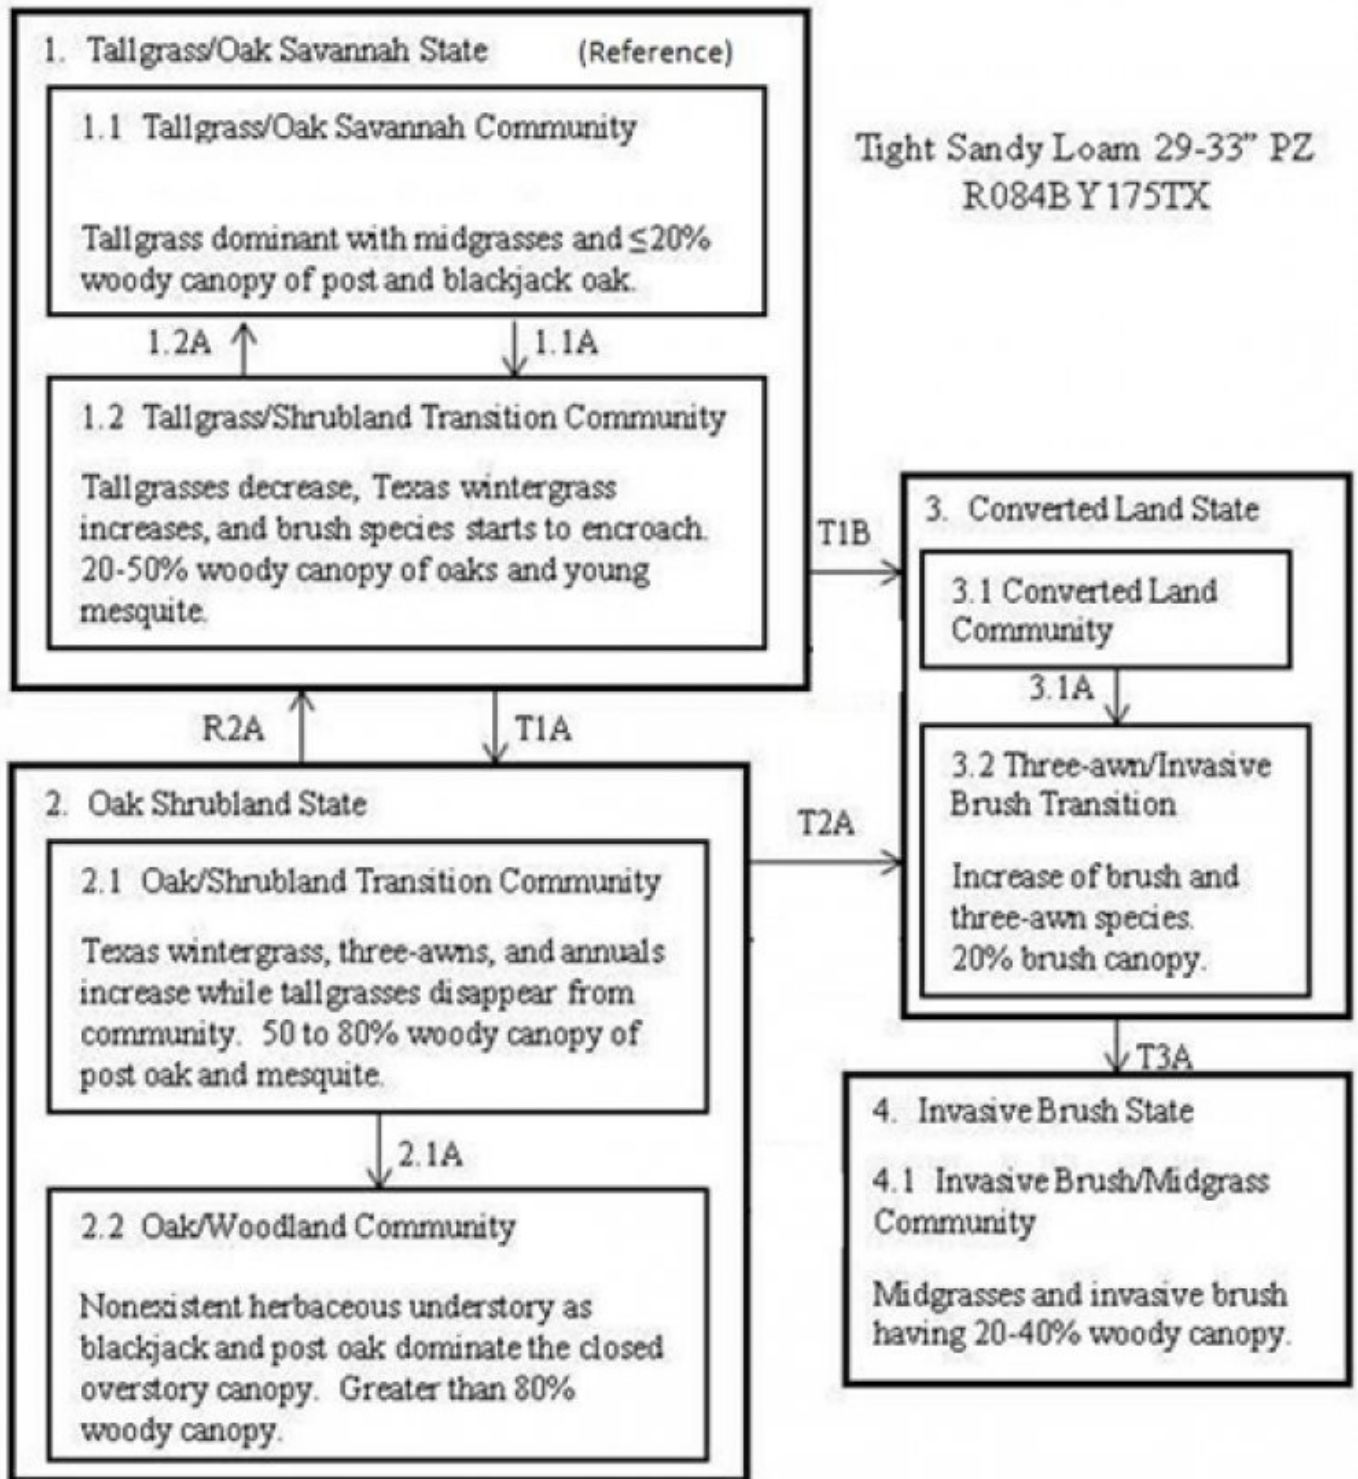 1. Tallgrass/Oak Savannah State (Reference)
1.1 Tallgrass/Oak Savannah Community
Tallgrass dominant with midgrasses and ≤20%
woody canopy of post and blackjack oak.
Tight Sandy Loam 29-33” PZ
R084BY175TX
1.2A
1.1A
1.2 Tallgrass/Shrubland Transition Community
Tallgrasses decrease, Texas wintergrass
increases, and brush species starts to encroach.
20-50% woody canopy of oaks and young
mesquite.
T1B
3. Converted Land State
3.1 Converted Land
Community
3.1A
3.2 Three-awn/Invasive
Brush Transition
Increase of brush and
three-awn species.
20% brush canopy.
R2A
T1A
2. Oak Shrubland State
2.1 Oak/Shrubland Transition Community
Texas wintergrass, three-awns, and annuals
increase while tallgrasses disappear from
community. 50 to 80% woody canopy of
post oak and mesquite.
T2A
2.1A
2.2 Oak/Woodland Community
Nonexistent herbaceous understory as
blackjack and post oak dominate the closed
overstory canopy. Greater than 80%
woody canopy.
T3A
4. Invasive Brush State
4.1 Invasive Brush/Midgrass
Community
Midgrasses and invasive brush
having 20-40% woody canopy.